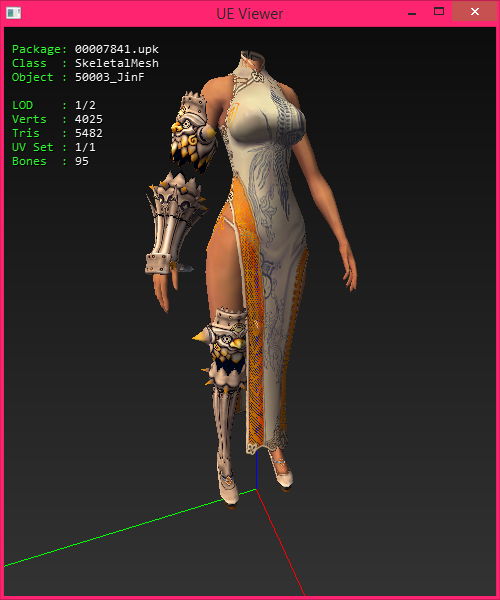 UE Viewer
Package: 00007841.upk
Class  : SkeletalMesh
Object : 50003_JinF
LOD    : 1/2
Verts  : 4025
Tris   : 5482
UV Set : 1/1
Bones  : 95